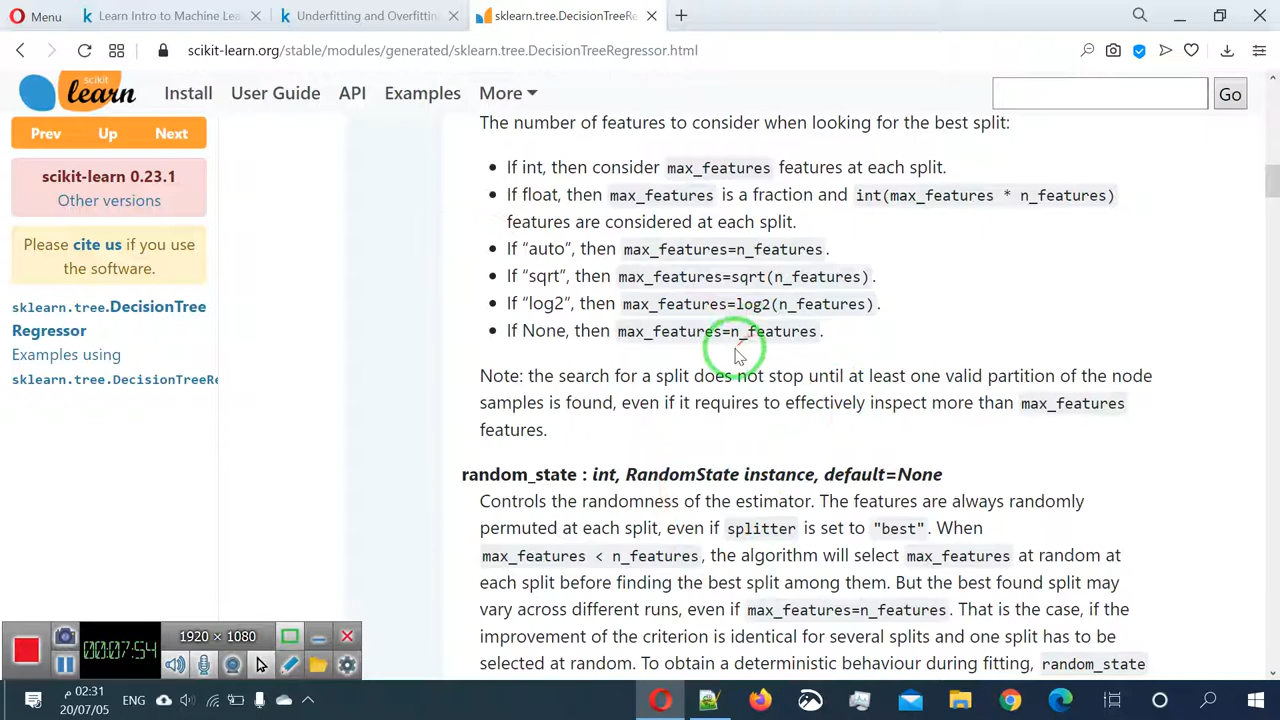 Menu
Learn Intro to Machine Lea
Underfitting and Overfittin
sklearn.tree.DecisionTreeRe
scikit-learn.org/stable/modules/generated/sklearn.tree.DecisionTreeRegressor.html
scikit
learn
Install
User Guide
API
Examples
More
Go
Prev
Up
Next
scikit-learn 0.23.1
Other versions
Please cite us if you use
the software.
sklearn.tree.DecisionTree
Regressor
Examples using
sklearn.tree.DecisionTreeRe
The number of features to consider when looking for the best split:
If int, then consider max_features features at each split.
If float, then max_features is a fraction and int(max_features * n_features)
features are considered at each split.
If “auto”, then max_features=n_features.
If “sqrt”, then max_features=sqrt(n_features).
If “log2”, then max_features=log2(n_features).
If None, then max_features=n_features.
Note: the search for a split does not stop until at least one valid partition of the node
samples is found, even if it requires to effectively inspect more than max_features
features.
random_state : int, RandomState instance, default=None
Controls the randomness of the estimator. The features are always randomly
permuted at each split, even if splitter is set to "best". When
max_features < n_features, the algorithm will select max_features at random at
each split before finding the best split among them. But the best found split may
vary across different runs, even if max_features=n_features. That is the case, if the
improvement of the criterion is identical for several splits and one split has to be
selected at random. To obtain a deterministic behaviour during fitting, random_state
00:07:54
1920 × 1080
02:31 م
20/07/05
ENG